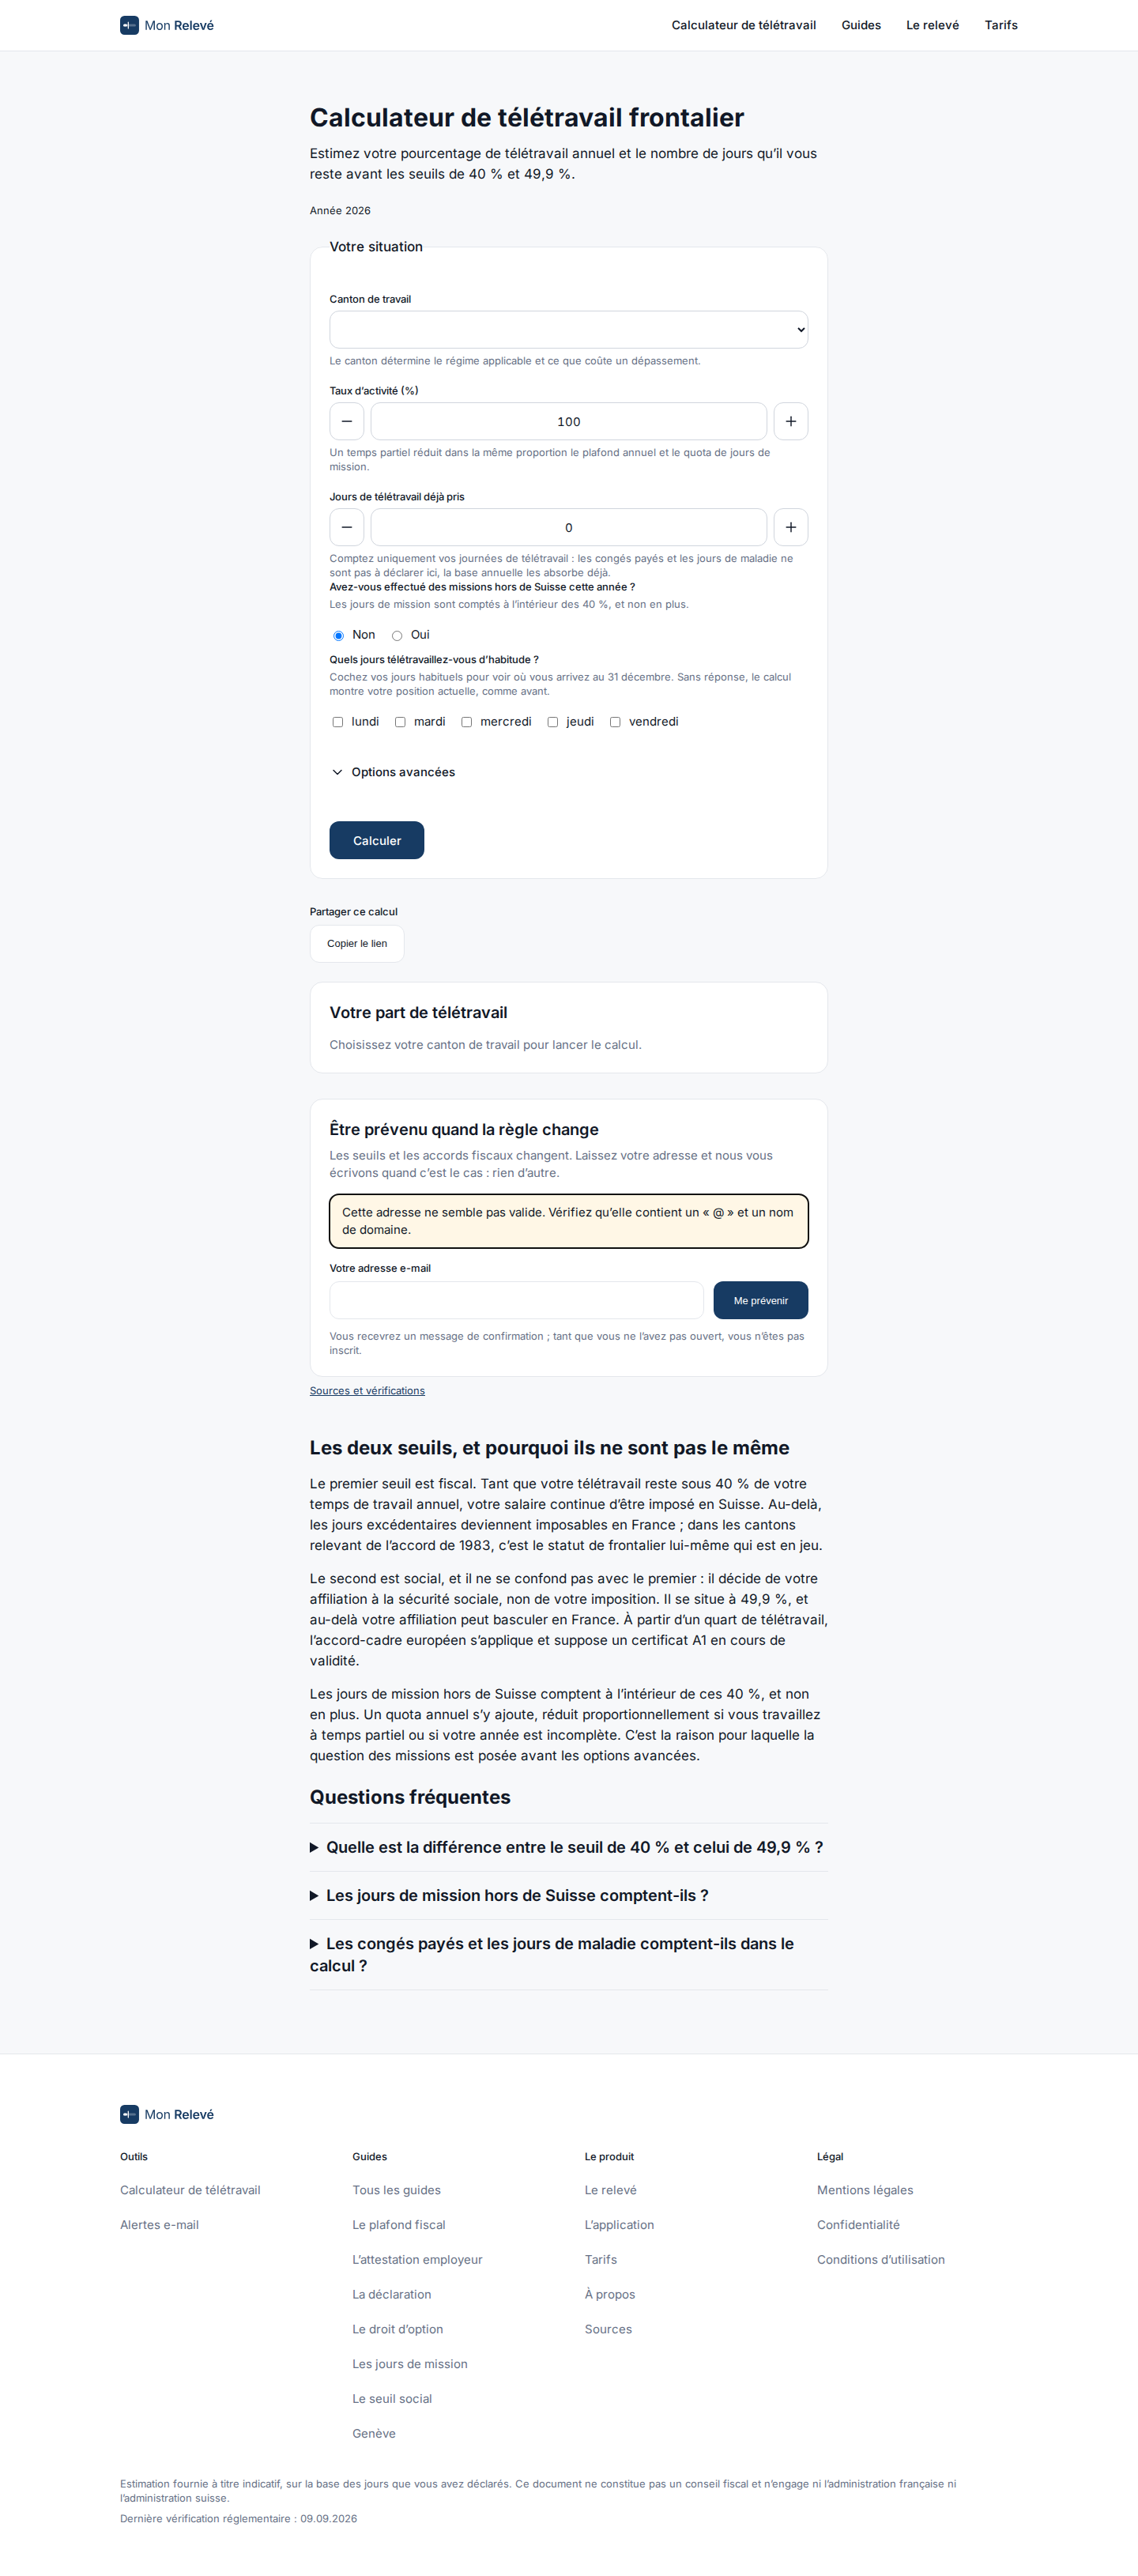 Mon Relevé
Calculateur de télétravail
Guides
Le relevé
Tarifs
Calculateur de télétravail frontalier
Estimez votre pourcentage de télétravail annuel et le nombre de jours qu’il vous
reste avant les seuils de 40 % et 49,9 %.
Année 2026
Votre situation
Canton de travail
Le canton détermine le régime applicable et ce que coûte un dépassement.
Taux d’activité (%)
100
Un temps partiel réduit dans la même proportion le plafond annuel et le quota de jours de
mission.
Jours de télétravail déjà pris
0
Comptez uniquement vos journées de télétravail : les congés payés et les jours de maladie ne
sont pas à déclarer ici, la base annuelle les absorbe déjà.
Avez-vous effectué des missions hors de Suisse cette année ?
Les jours de mission sont comptés à l’intérieur des 40 %, et non en plus.
Non
Oui
Quels jours télétravaillez-vous d’habitude ?
Cochez vos jours habituels pour voir où vous arrivez au 31 décembre. Sans réponse, le calcul
montre votre position actuelle, comme avant.
lundi
mardi
mercredi
jeudi
vendredi
Options avancées
Calculer
Partager ce calcul
Copier le lien
Votre part de télétravail
Choisissez votre canton de travail pour lancer le calcul.
Être prévenu quand la règle change
Les seuils et les accords fiscaux changent. Laissez votre adresse et nous vous
écrivons quand c’est le cas : rien d’autre.
Cette adresse ne semble pas valide. Vérifiez qu’elle contient un « @ » et un nom
de domaine.
Votre adresse e-mail
Me prévenir
Vous recevrez un message de confirmation ; tant que vous ne l’avez pas ouvert, vous n’êtes pas
inscrit.
Sources et vérifications
Les deux seuils, et pourquoi ils ne sont pas le même
Le premier seuil est fiscal. Tant que votre télétravail reste sous 40 % de votre
temps de travail annuel, votre salaire continue d’être imposé en Suisse. Au-delà,
les jours excédentaires deviennent imposables en France ; dans les cantons
relevant de l’accord de 1983, c’est le statut de frontalier lui-même qui est en jeu.
Le second est social, et il ne se confond pas avec le premier : il décide de votre
affiliation à la sécurité sociale, non de votre imposition. Il se situe à 49,9 %, et
au-delà votre affiliation peut basculer en France. À partir d’un quart de télétravail,
l’accord-cadre européen s’applique et suppose un certificat A1 en cours de
validité.
Les jours de mission hors de Suisse comptent à l’intérieur de ces 40 %, et non
en plus. Un quota annuel s’y ajoute, réduit proportionnellement si vous travaillez
à temps partiel ou si votre année est incomplète. C’est la raison pour laquelle la
question des missions est posée avant les options avancées.
Questions fréquentes
Quelle est la différence entre le seuil de 40 % et celui de 49,9 % ?
Les jours de mission hors de Suisse comptent-ils ?
Les congés payés et les jours de maladie comptent-ils dans le
calcul ?
Mon Relevé
Outils
Calculateur de télétravail
Alertes e-mail
Guides
Tous les guides
Le plafond fiscal
L’attestation employeur
La déclaration
Le droit d’option
Les jours de mission
Le seuil social
Genève
Le produit
Le relevé
L’application
Tarifs
À propos
Sources
Légal
Mentions légales
Confidentialité
Conditions d’utilisation
Estimation fournie à titre indicatif, sur la base des jours que vous avez déclarés. Ce document ne constitue pas un conseil fiscal et n’engage ni l’administration française ni
l’administration suisse.
Dernière vérification réglementaire : 09.09.2026